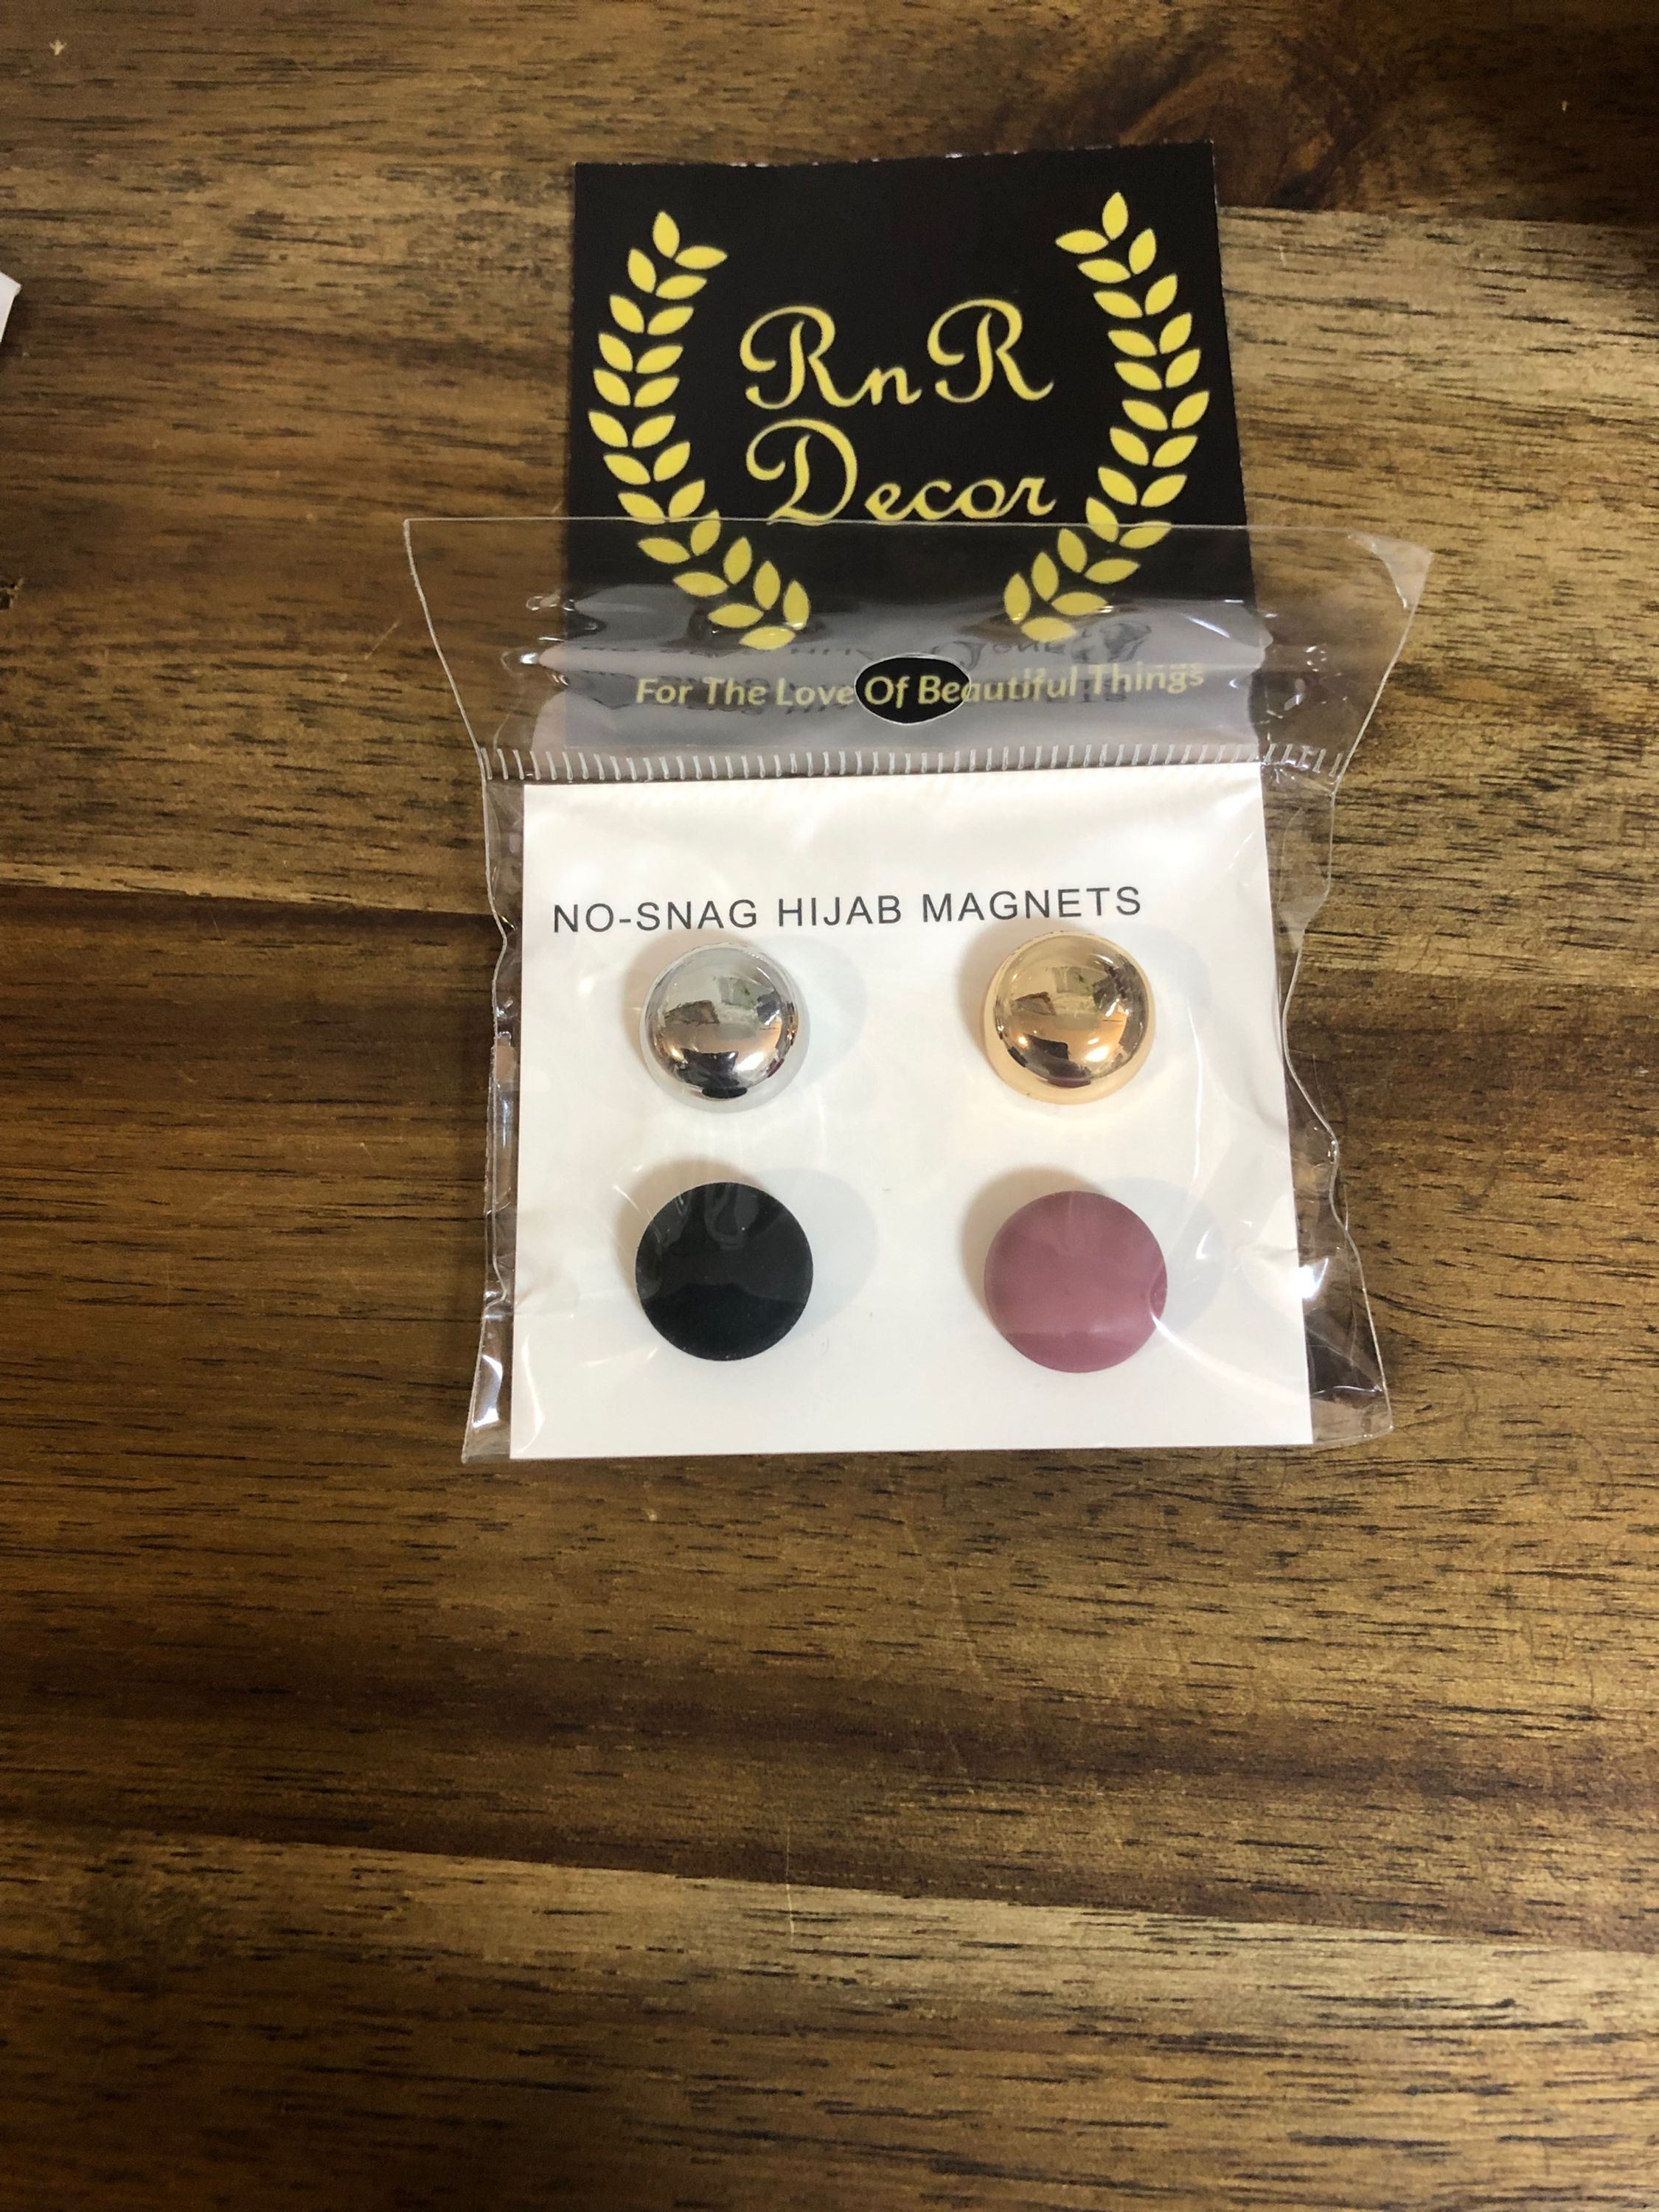 RnR
Decor
For The Love Of Beautiful Things
NO-SNAG HIJAB MAGNETS